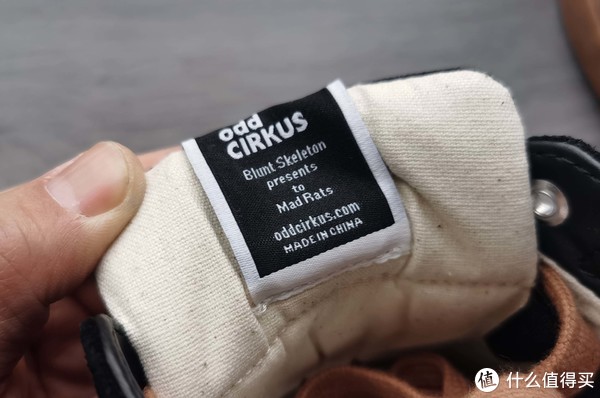 odd
CIRKUS
Blunt Skeleton
presents
to
Mad Rats
oddcirkus.com
MADE IN CHINA
值 什么值得买